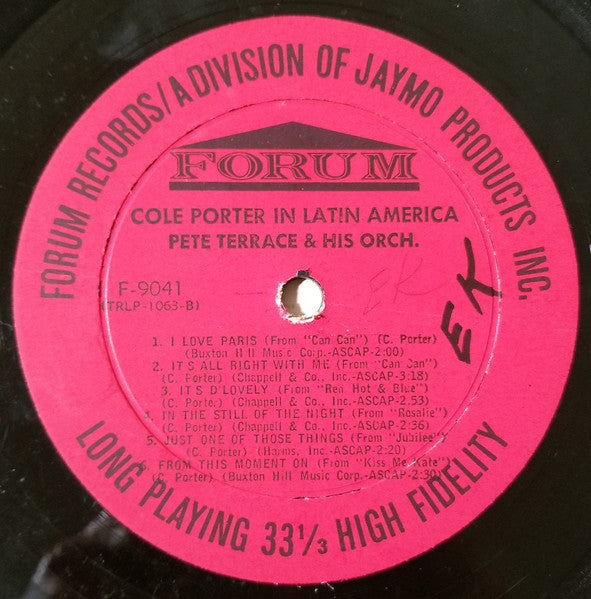 FORUM RECORDS/A DIVISION OF JAYMO PRODUCTS INC.
FORUM
COLE PORTER IN LATIN AMERICA
PETE TERRACE & HIS ORCH.
F-9041
(TRLP-1063-B)
EK
EK
1. I LOVE PARIS (From "Can Can") (C. Porter)
(Buxton Hill Music Corp.-ASCAP-2:00)
2. IT'S ALL RIGHT WITH ME (From "Can Can")
(C. Porter) (Chappell & Co., Inc.-ASCAP-3:18)
3. IT'S D'LOVELY (From "Red, Hot & Blue")
(C. Porter) (Chappell & Co., Inc.-ASCAP-2.53)
4. IN THE STILL OF THE NIGHT (From "Rosalie")
(C. Porter) (Chappell & Co., Inc.-ASCAP-2:36)
5. JUST ONE OF THOSE THINGS (From "Jubilee")
(C. Porter) (Harms, Inc.-ASCAP-2:20)
6. FROM THIS MOMENT ON (From "Kiss Me Kate")
(C. Porter) (Buxton Hill Music Corp.-ASCAP-2:30)
LONG PLAYING 33 1/3 HIGH FIDELITY